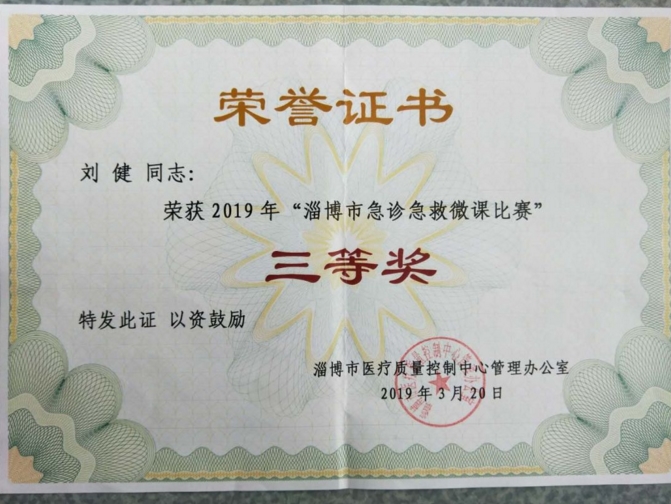 荣誉证书
刘 健 同志：
荣获 2019 年“淄博市急诊急救微课比赛”
三等奖
特发此证 以资鼓励
淄博市医疗质量控制中心管理办公室
2019 年 3 月 20 日